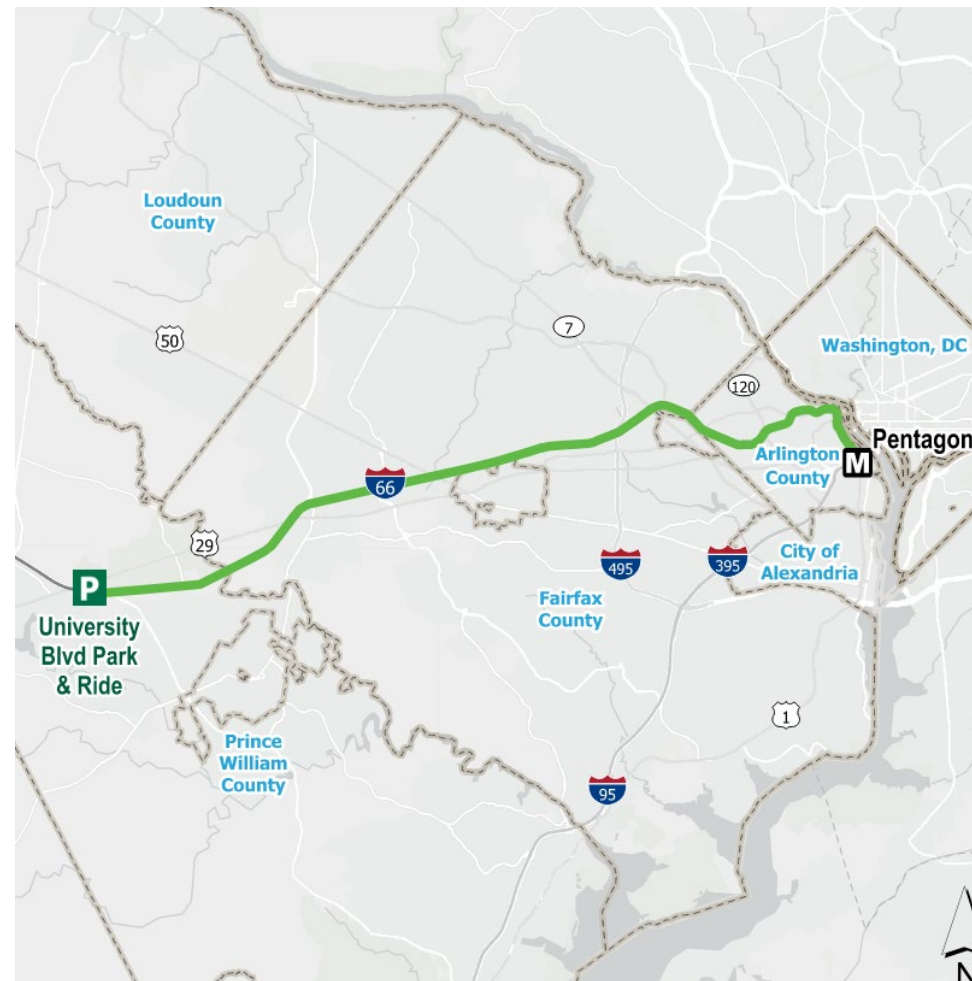 Loudoun
County
50
7
Washington, DC
120
Pentagon
M
Arlington
County
66
29
495
395
City of
Alexandria
P
University
Blvd Park
& Ride
Fairfax
County
1
Prince
William
County
95
N